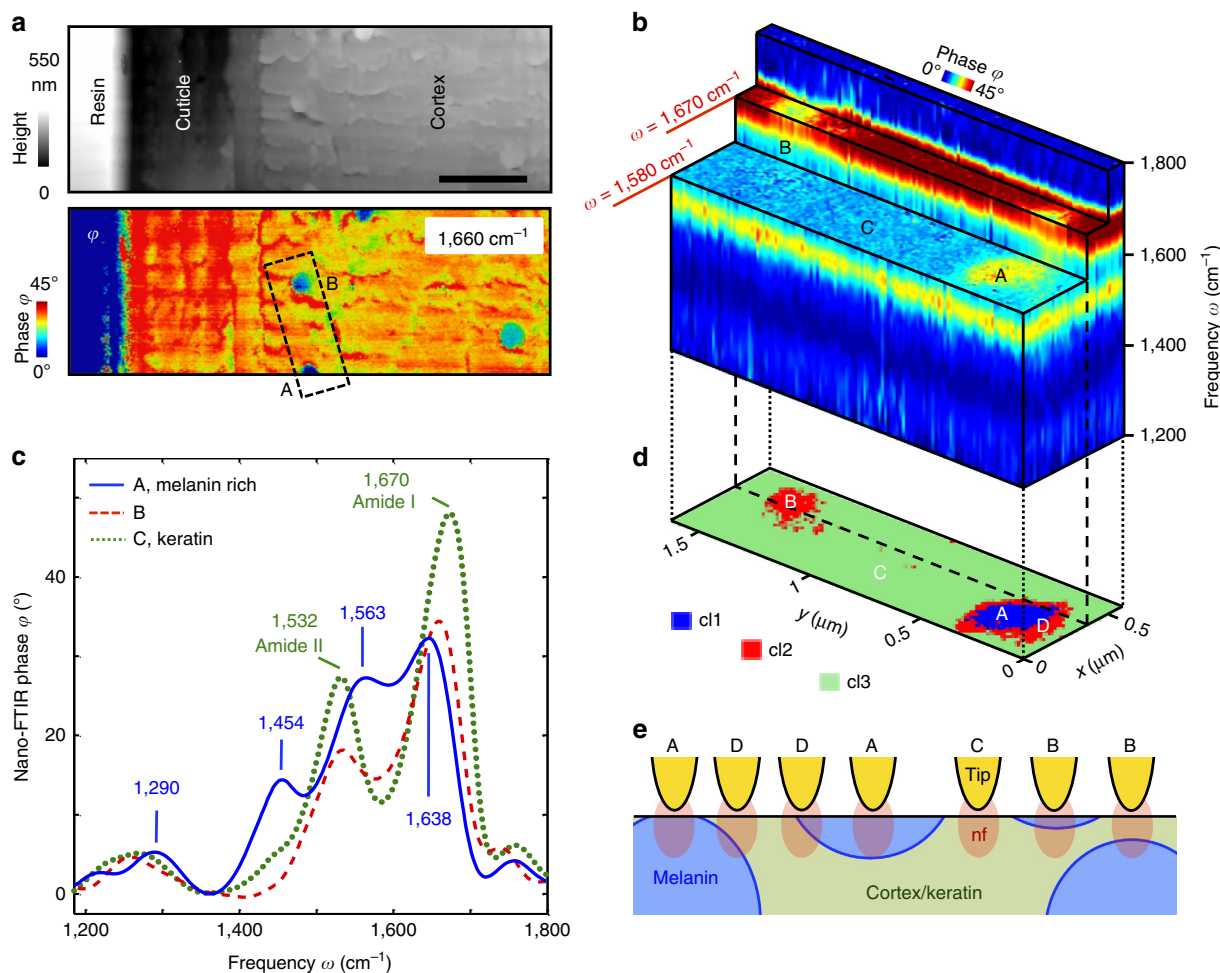 a
550
nm
Height
0
Resin
Cuticle
Cortex
φ
1,660 cm⁻¹
45°
Phase φ
0°
B
A
b
Phase φ
0°
45°
ω = 1,670 cm⁻¹
ω = 1,580 cm⁻¹
B
C
A
1,800
1,600
1,400
1,200
Frequency ω (cm⁻¹)
c
A, melanin rich
B
C, keratin
1,670
Amide I
1,532
Amide II
1,563
1,454
1,290
1,638
40
20
0
Nano-FTIR phase φ (°)
1,200
1,400
1,600
1,800
Frequency ω (cm⁻¹)
d
B
C
A
D
1.5
1
y (μm)
0.5
0
0
x (μm)
0.5
cl1
cl2
cl3
e
A D D A C B B
Tip
nf
Melanin
Cortex/keratin